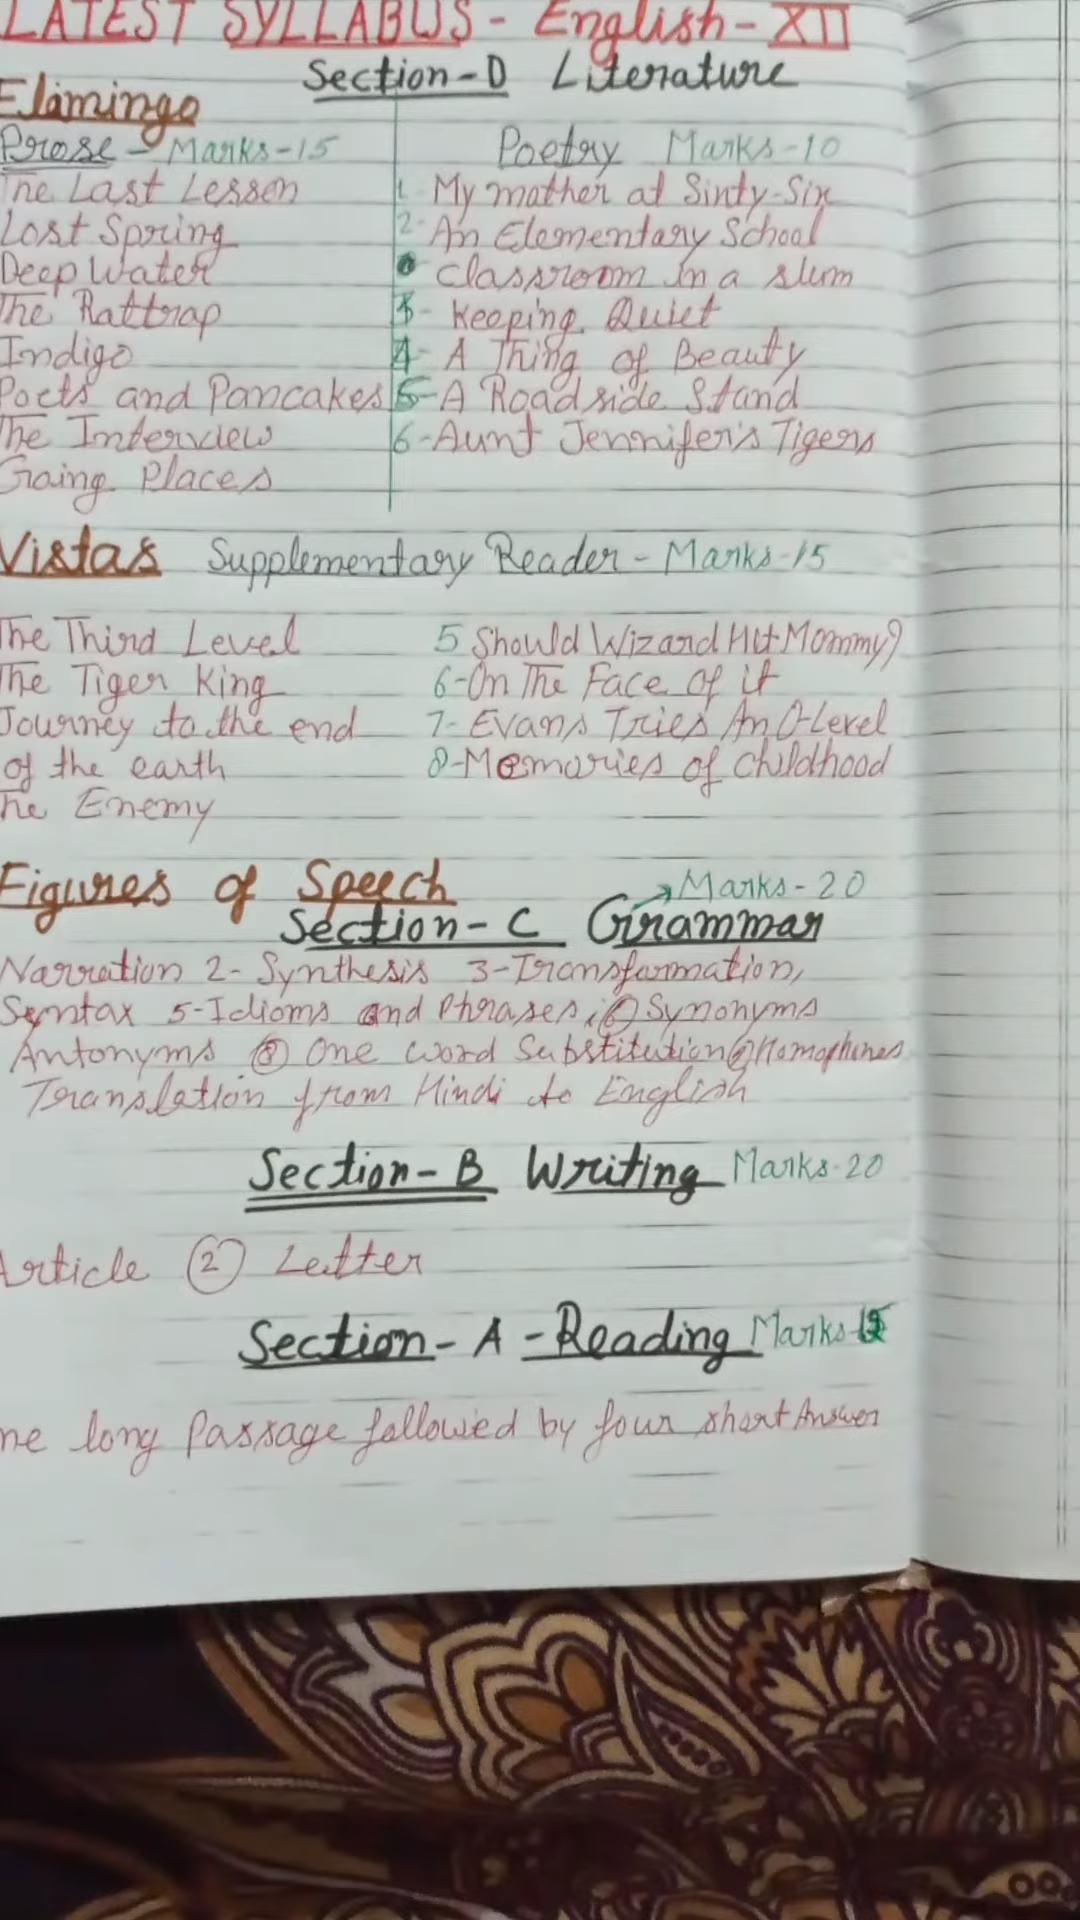 LATEST SYLLABUS - English - XII
Section - D Literature
Flamingo
Prose - Marks - 15
The Last Lesson
Lost Spring
Deep Water
The Rattrap
Indigo
Poets and Pancakes
The Interview
Going Places
Poetry Marks - 10
1- My mother at Sinty-Six
2- An Elementary School
classroom in a slum
3- Keeping Quiet
4- A Thing of Beauty
5- A Roadside Stand
6- Aunt Jennifer's Tigers
Vistas Supplementary Reader - Marks - 15
The Third Level
The Tiger King
Journey to the end
of the earth
The Enemy
5 Should Wizard Hit Mommy?
6- On The Face of it
7- Evans Tries An O-Level
8- Memories of childhood
Figures of Speech
Marks - 20
Section - C Grammar
Narration 2- Synthesis 3- Transformation,
Syntax 5- Idioms and Phrases, 6 Synonyms
Antonyms 8 One word Substitution 9 Homophones
Translation from Hindi to English
Section - B Writing Marks - 20
Article 2 Letter
Section - A - Reading Marks
long Passage followed by four short Answer